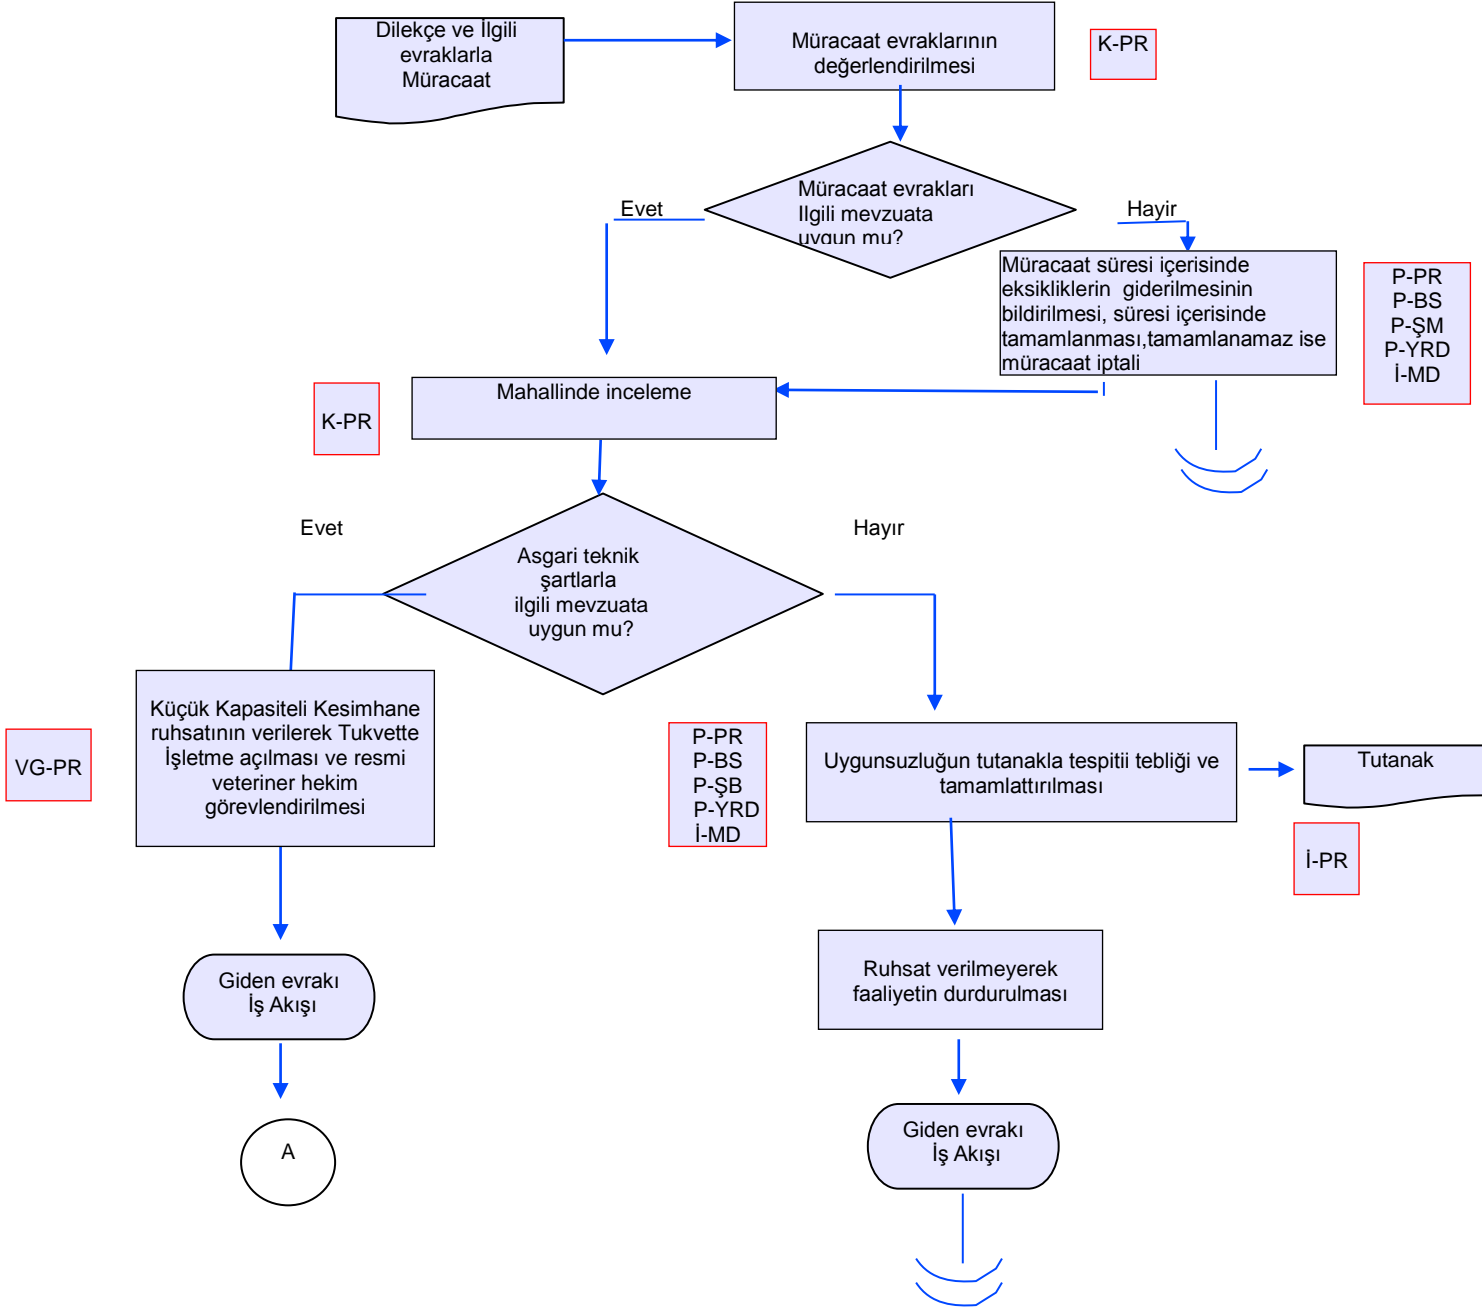 Dilekçe ve İlgili
evraklarla
Müracaat
Müracaat evraklarının
değerlendirilmesi
K-PR
Müracaat evrakları
Ilgili mevzuata
uygun mu?
Evet
Hayir
Müracaat süresi içerisinde
eksikliklerin giderilmesinin
bildirilmesi, süresi içerisinde
tamamlanması,tamamlanamaz ise
müracaat iptali
P-PR
P-BS
P-ŞM
P-YRD
İ-MD
Mahallinde inceleme
K-PR
Evet
Hayır
Asgari teknik
şartlarla
ilgili mevzuata
uygun mu?
Küçük Kapasiteli Kesimhane
ruhsatının verilerek Tukvette
İşletme açılması ve resmi
veteriner hekim
görevlendirilmesi
VG-PR
P-PR
P-BS
P-ŞB
P-YRD
İ-MD
Uygunsuzluğun tutanakla tespitii tebliği ve
tamamlattırılması
Tutanak
İ-PR
Giden evrakı
İş Akışı
Ruhsat verilmeyerek
faaliyetin durdurulması
A
Giden evrakı
İş Akışı